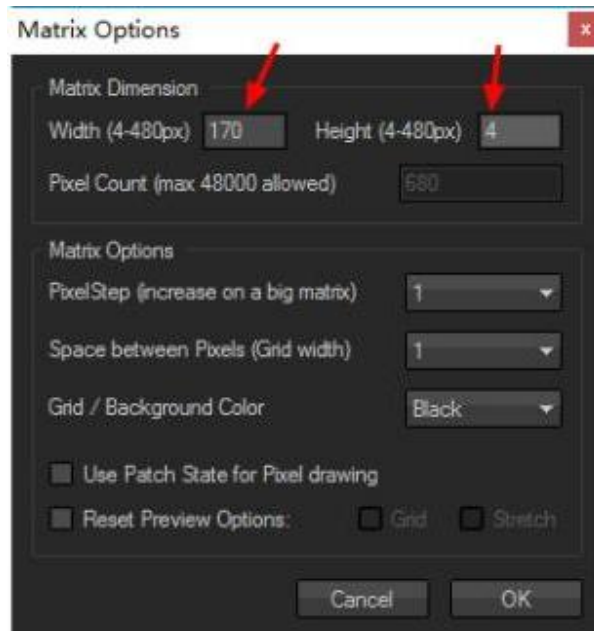 Matrix Options
x
Matrix Dimension
Width (4-480px) 170 Height (4-480px) 4
Pixel Count (max 48000 allowed) 680
Matrix Options
PixelStep (increase on a big matrix) 1
Space between Pixels (Grid width) 1
Grid / Background Color Black
Use Patch State for Pixel drawing
Reset Preview Options: Grid Stretch
Cancel OK